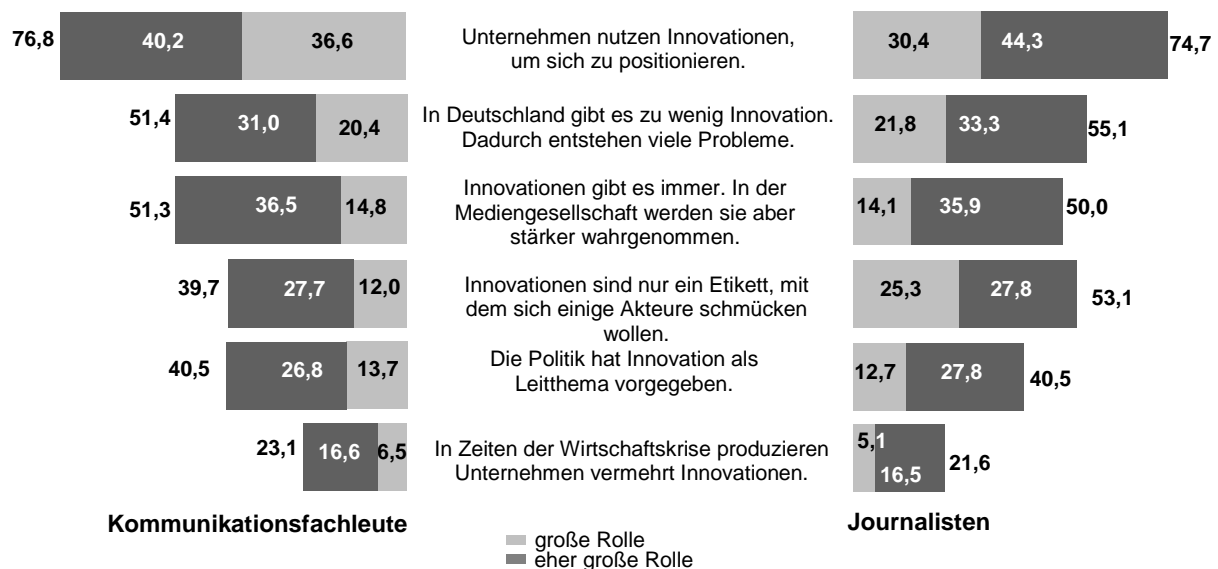 76,8 40,2 36,6 Unternehmen nutzen Innovationen, 30,4 44,3 74,7
um sich zu positionieren.
51,4 31,0 20,4 In Deutschland gibt es zu wenig Innovation. 21,8 33,3 55,1
Dadurch entstehen viele Probleme.
51,3 36,5 14,8 Innovationen gibt es immer. In der 14,1 35,9 50,0
Mediengesellschaft werden sie aber
stärker wahrgenommen.
39,7 27,7 12,0 Innovationen sind nur ein Etikett, mit 25,3 27,8 53,1
dem sich einige Akteure schmücken
wollen.
40,5 26,8 13,7 Die Politik hat Innovation als 12,7 27,8 40,5
Leitthema vorgegeben.
23,1 16,6 6,5 In Zeiten der Wirtschaftskrise produzieren 5,1 16,5 21,6
Unternehmen vermehrt Innovationen.
Kommunikationsfachleute Journalisten
große Rolle
eher große Rolle